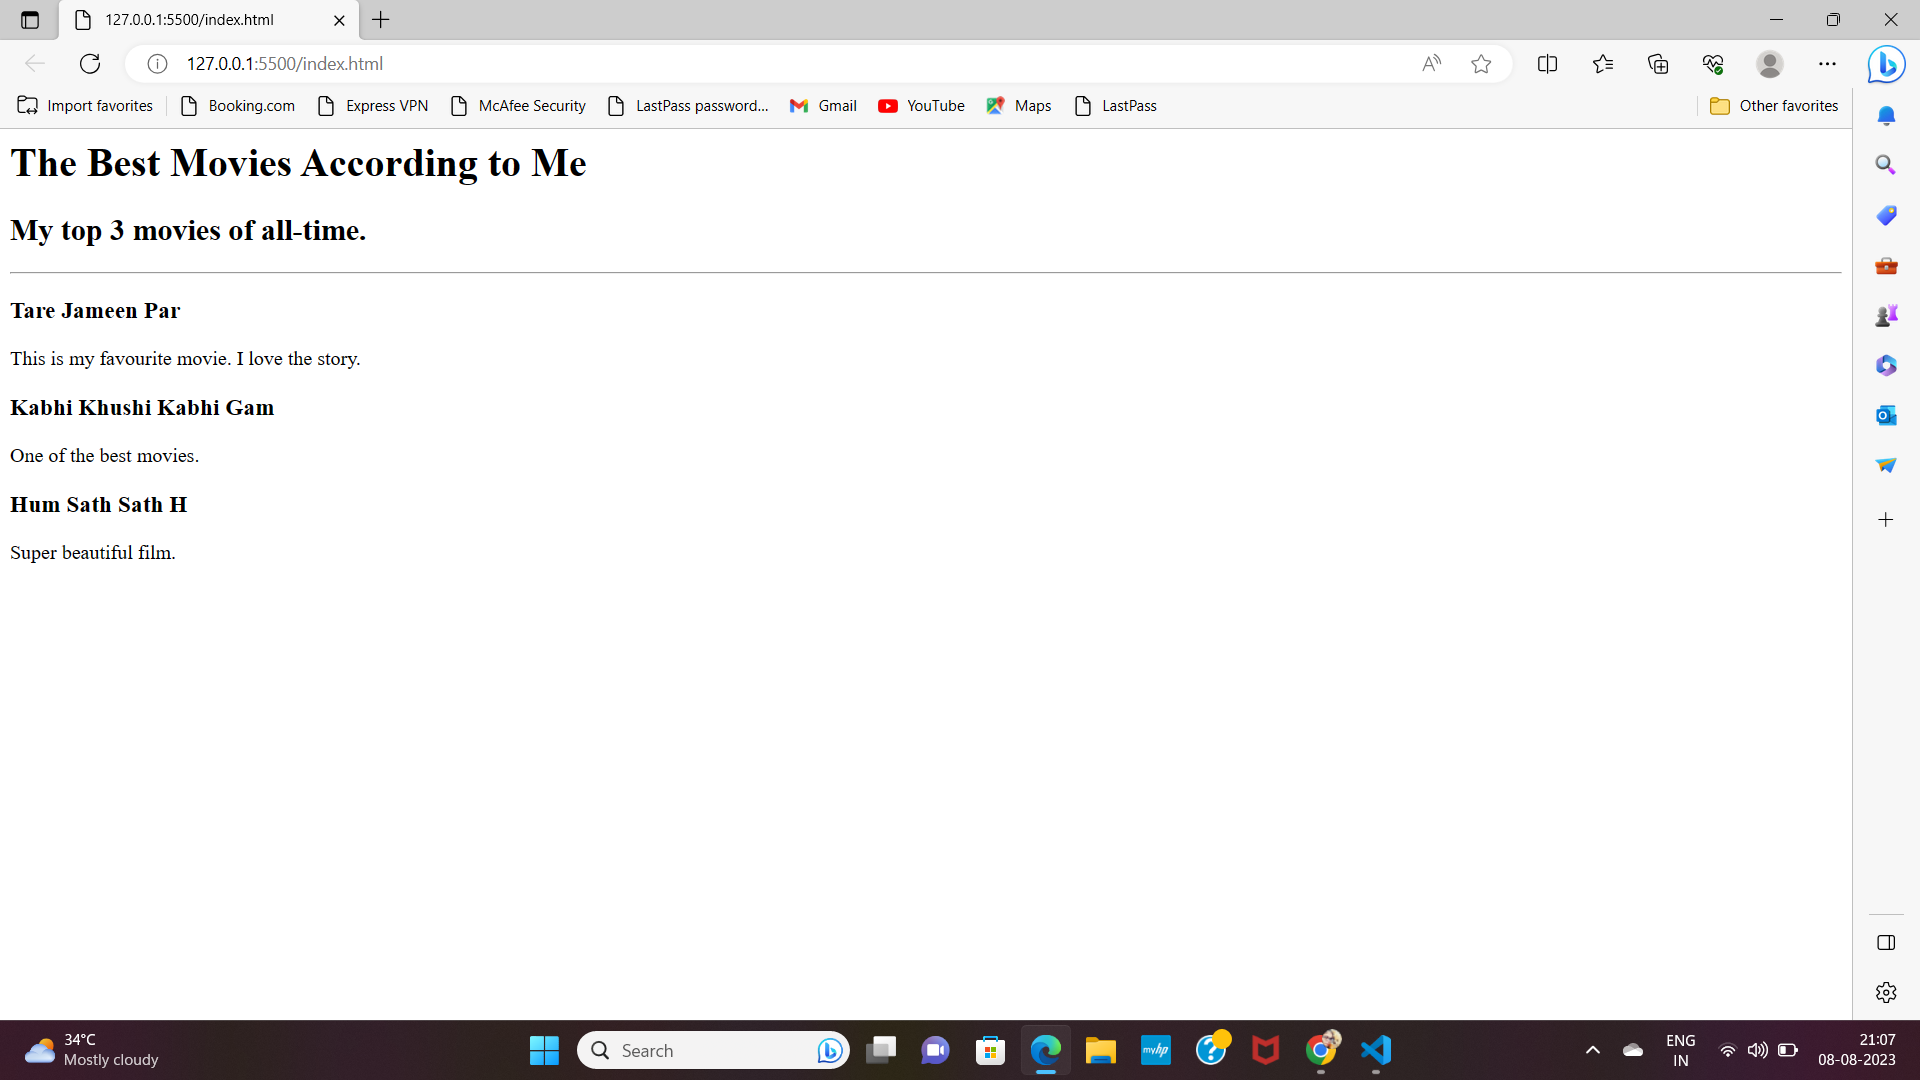 127.0.0.1:5500/index.html
127.0.0.1:5500/index.html
Import favorites Booking.com Express VPN McAfee Security LastPass password... Gmail YouTube Maps LastPass Other favorites
The Best Movies According to Me
My top 3 movies of all-time.
Tare Jameen Par
This is my favourite movie. I love the story.
Kabhi Khushi Kabhi Gam
One of the best movies.
Hum Sath Sath H
Super beautiful film.
34°C
Mostly cloudy
Search
myhp
ENG
IN
21:07
08-08-2023